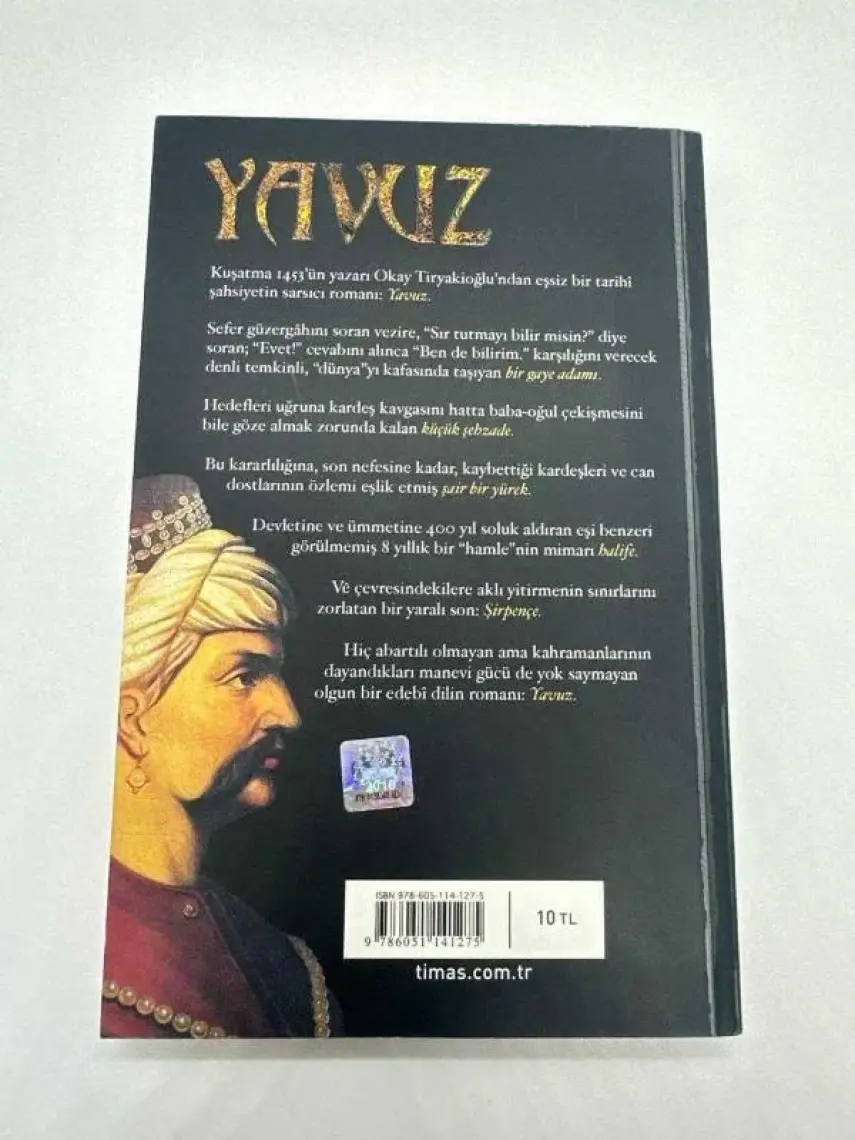 YAVUZ
Kuşatma 1453'ün yazarı Okay Tiryakioğlu'ndan eşsiz bir tarihî
şahsiyetin sarsıcı romanı: Yavuz.
Sefer güzergâhını soran vezire, "Sır tutmayı bilir misin?" diye
soran; "Evet!" cevabını alınca "Ben de bilirim." karşılığını verecek
denli temkinli, "dünya"yı kafasında taşıyan bir gaye adamı.
Hedefleri uğruna kardeş kavgasını hatta baba-oğul çekişmesini
bile göze almak zorunda kalan küçük şehzade.
Bu kararlılığına, son nefesine kadar, kaybettiği kardeşleri ve can
dostlarının özlemi eşlik etmiş şair bir yürek.
Devletine ve ümmetine 400 yıl soluk aldıran eşi benzeri
görülmemiş 8 yıllık bir "hamle"nin mimarı halife.
Ve çevresindekilere aklı yitirmenin sınırlarını
zorlatan bir yaralı son: Şirpençe.
Hiç abartılı olmayan ama kahramanlarının
dayandıkları manevi gücü de yok saymayan
olgun bir edebî dilin romanı: Yavuz.
2010
ISBN 978-605-114-127-5
10 TL
9 786051 141275
timas.com.tr